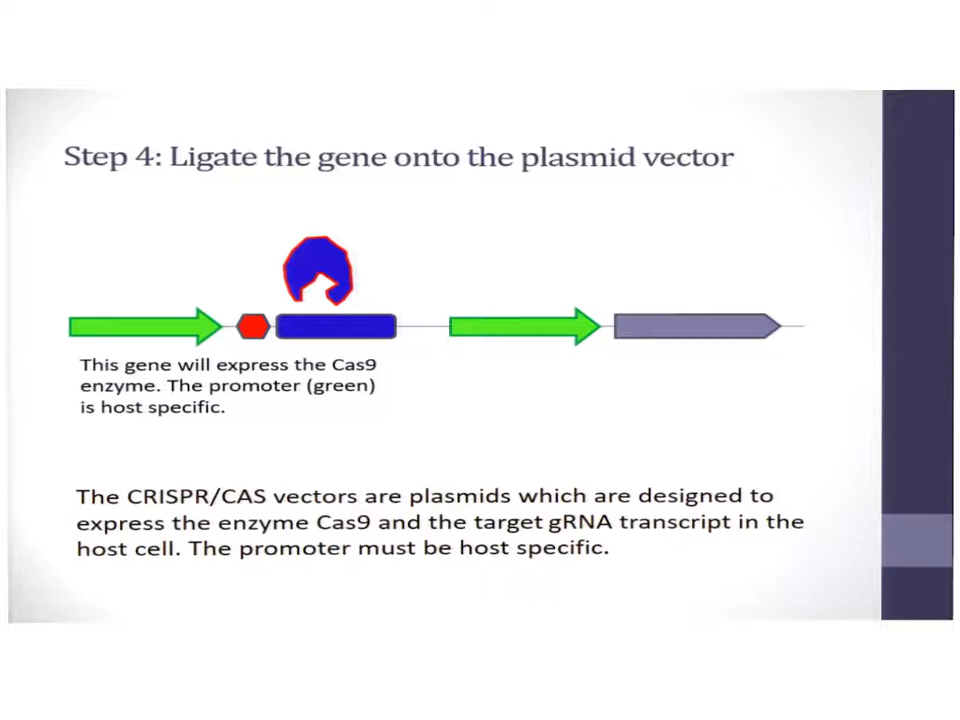 Step 4: Ligate the gene onto the plasmid vector
This gene will express the Cas9
enzyme. The promoter (green)
is host specific.
The CRISPR/CAS vectors are plasmids which are designed to
express the enzyme Cas9 and the target gRNA transcript in the
host cell. The promoter must be host specific.